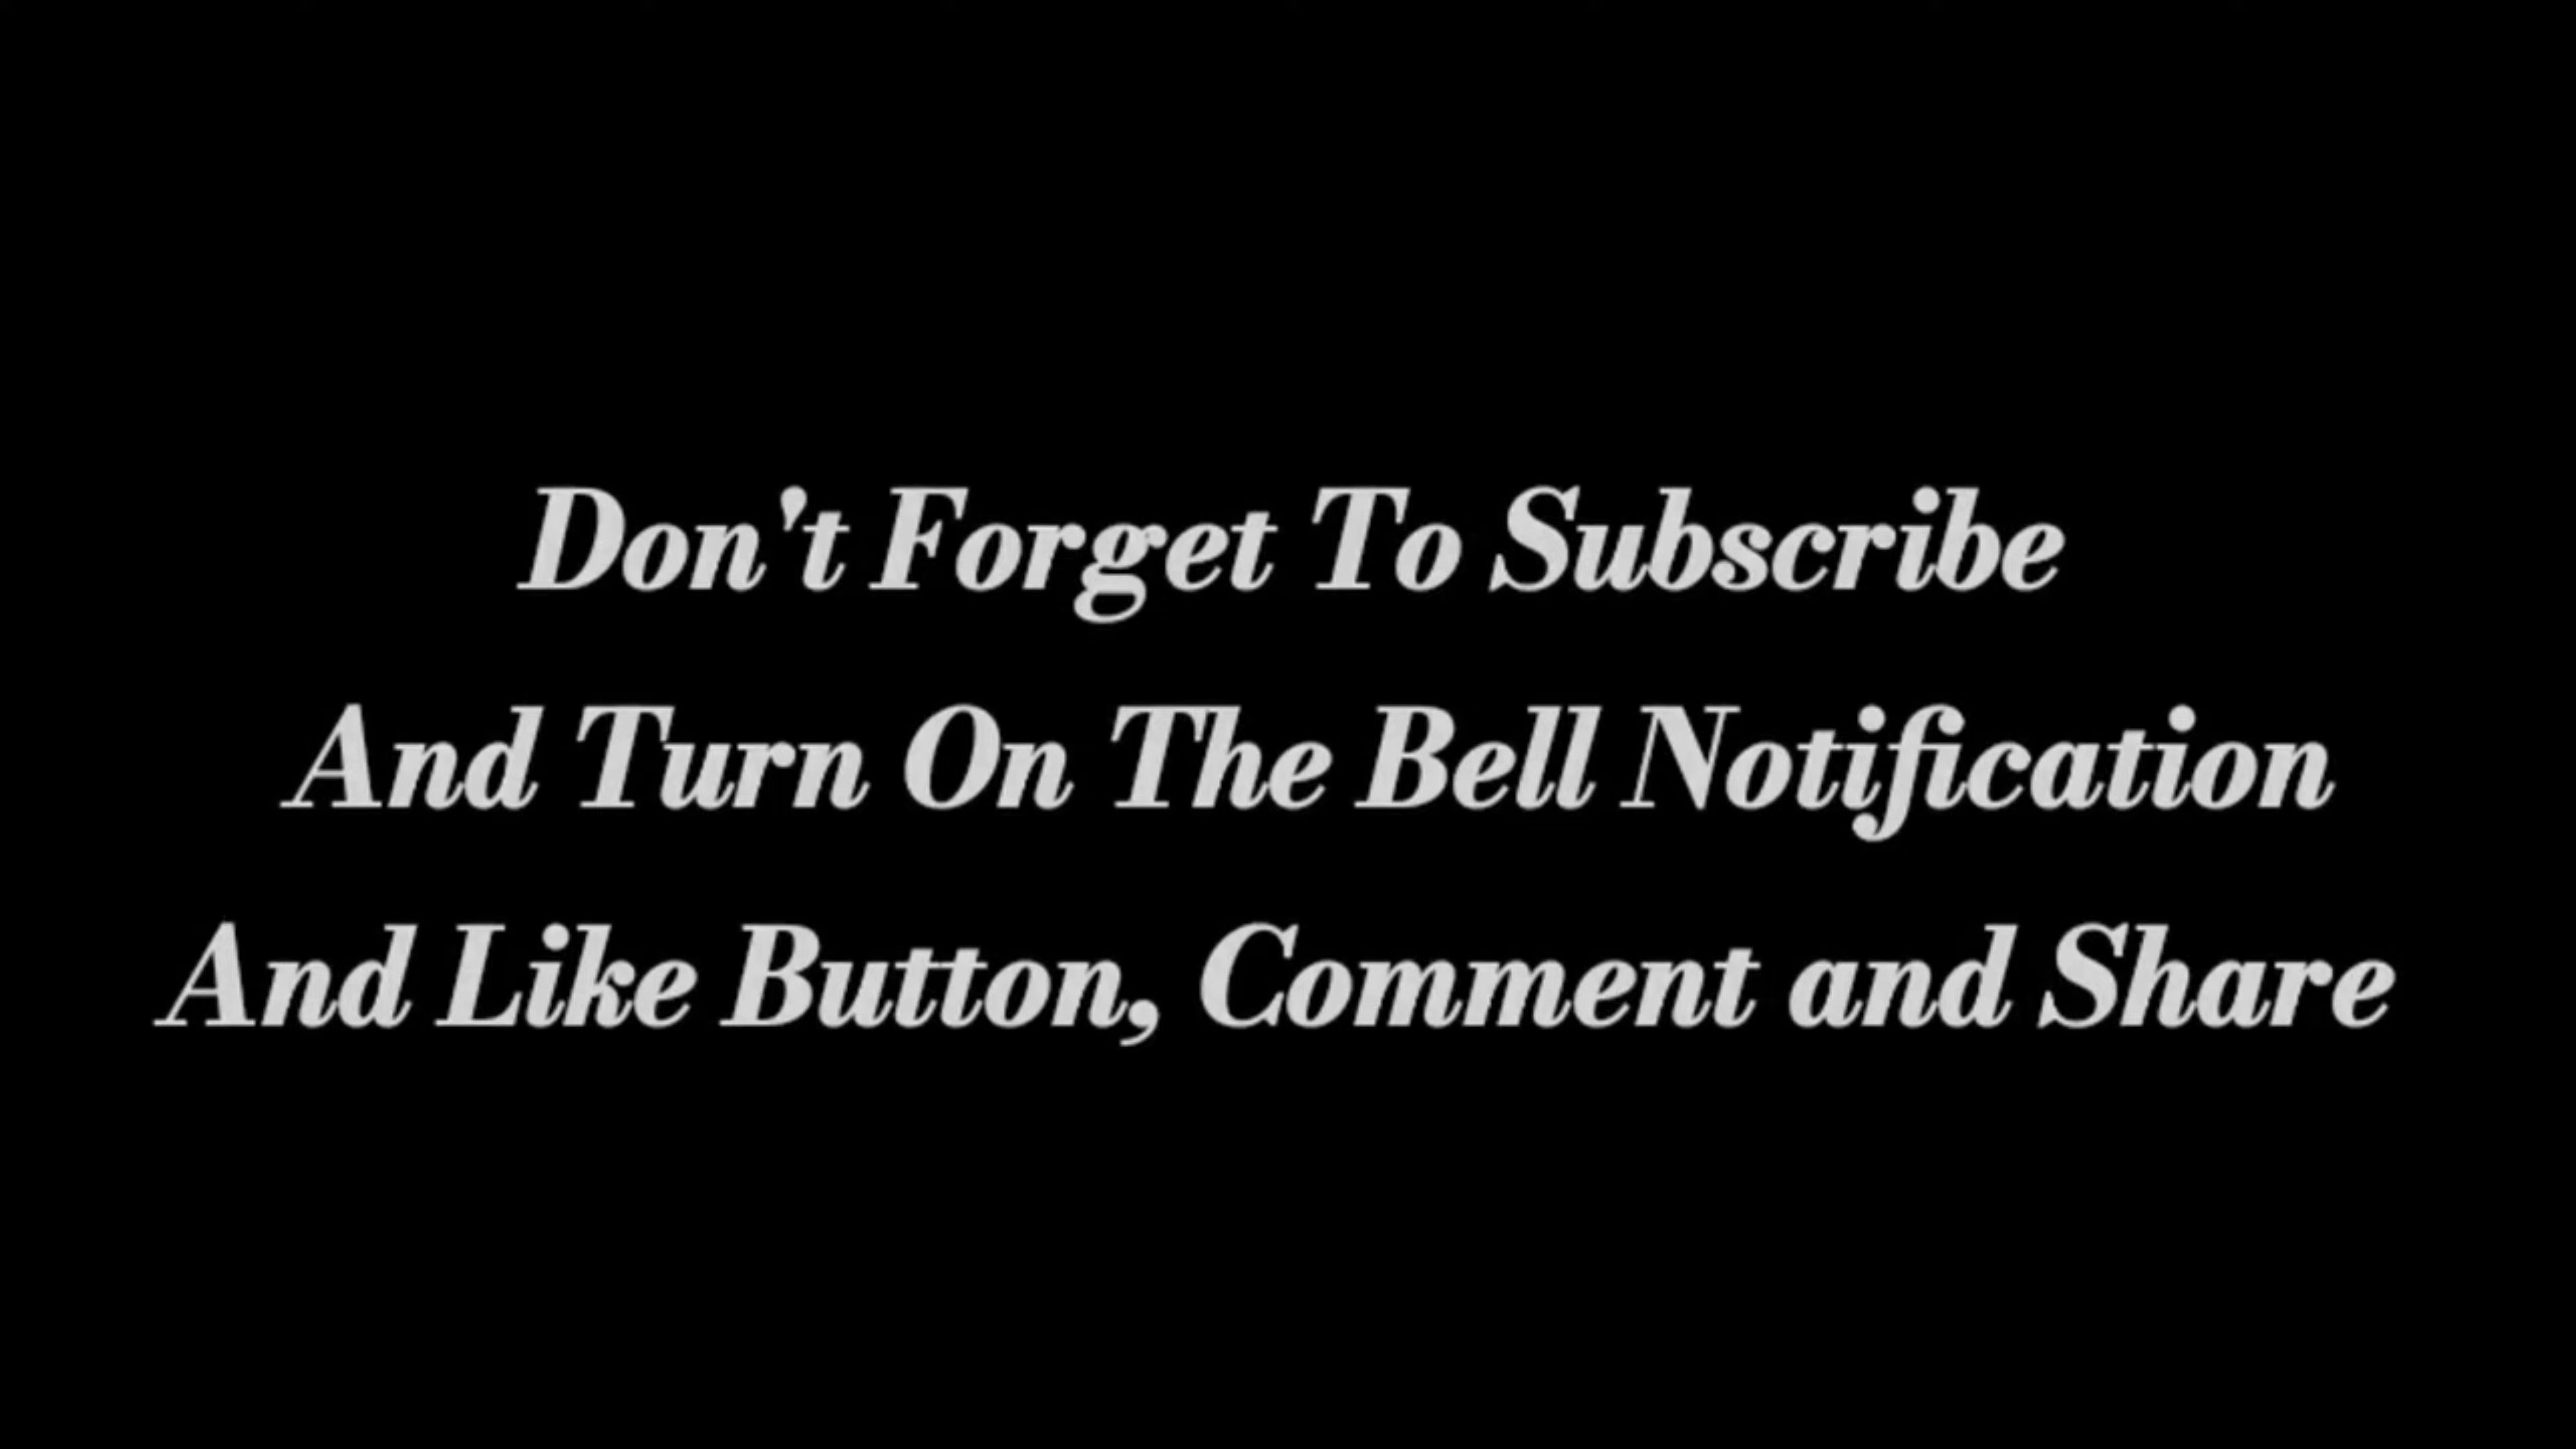 Don't Forget To Subscribe
And Turn On The Bell Notification
And Like Button, Comment and Share